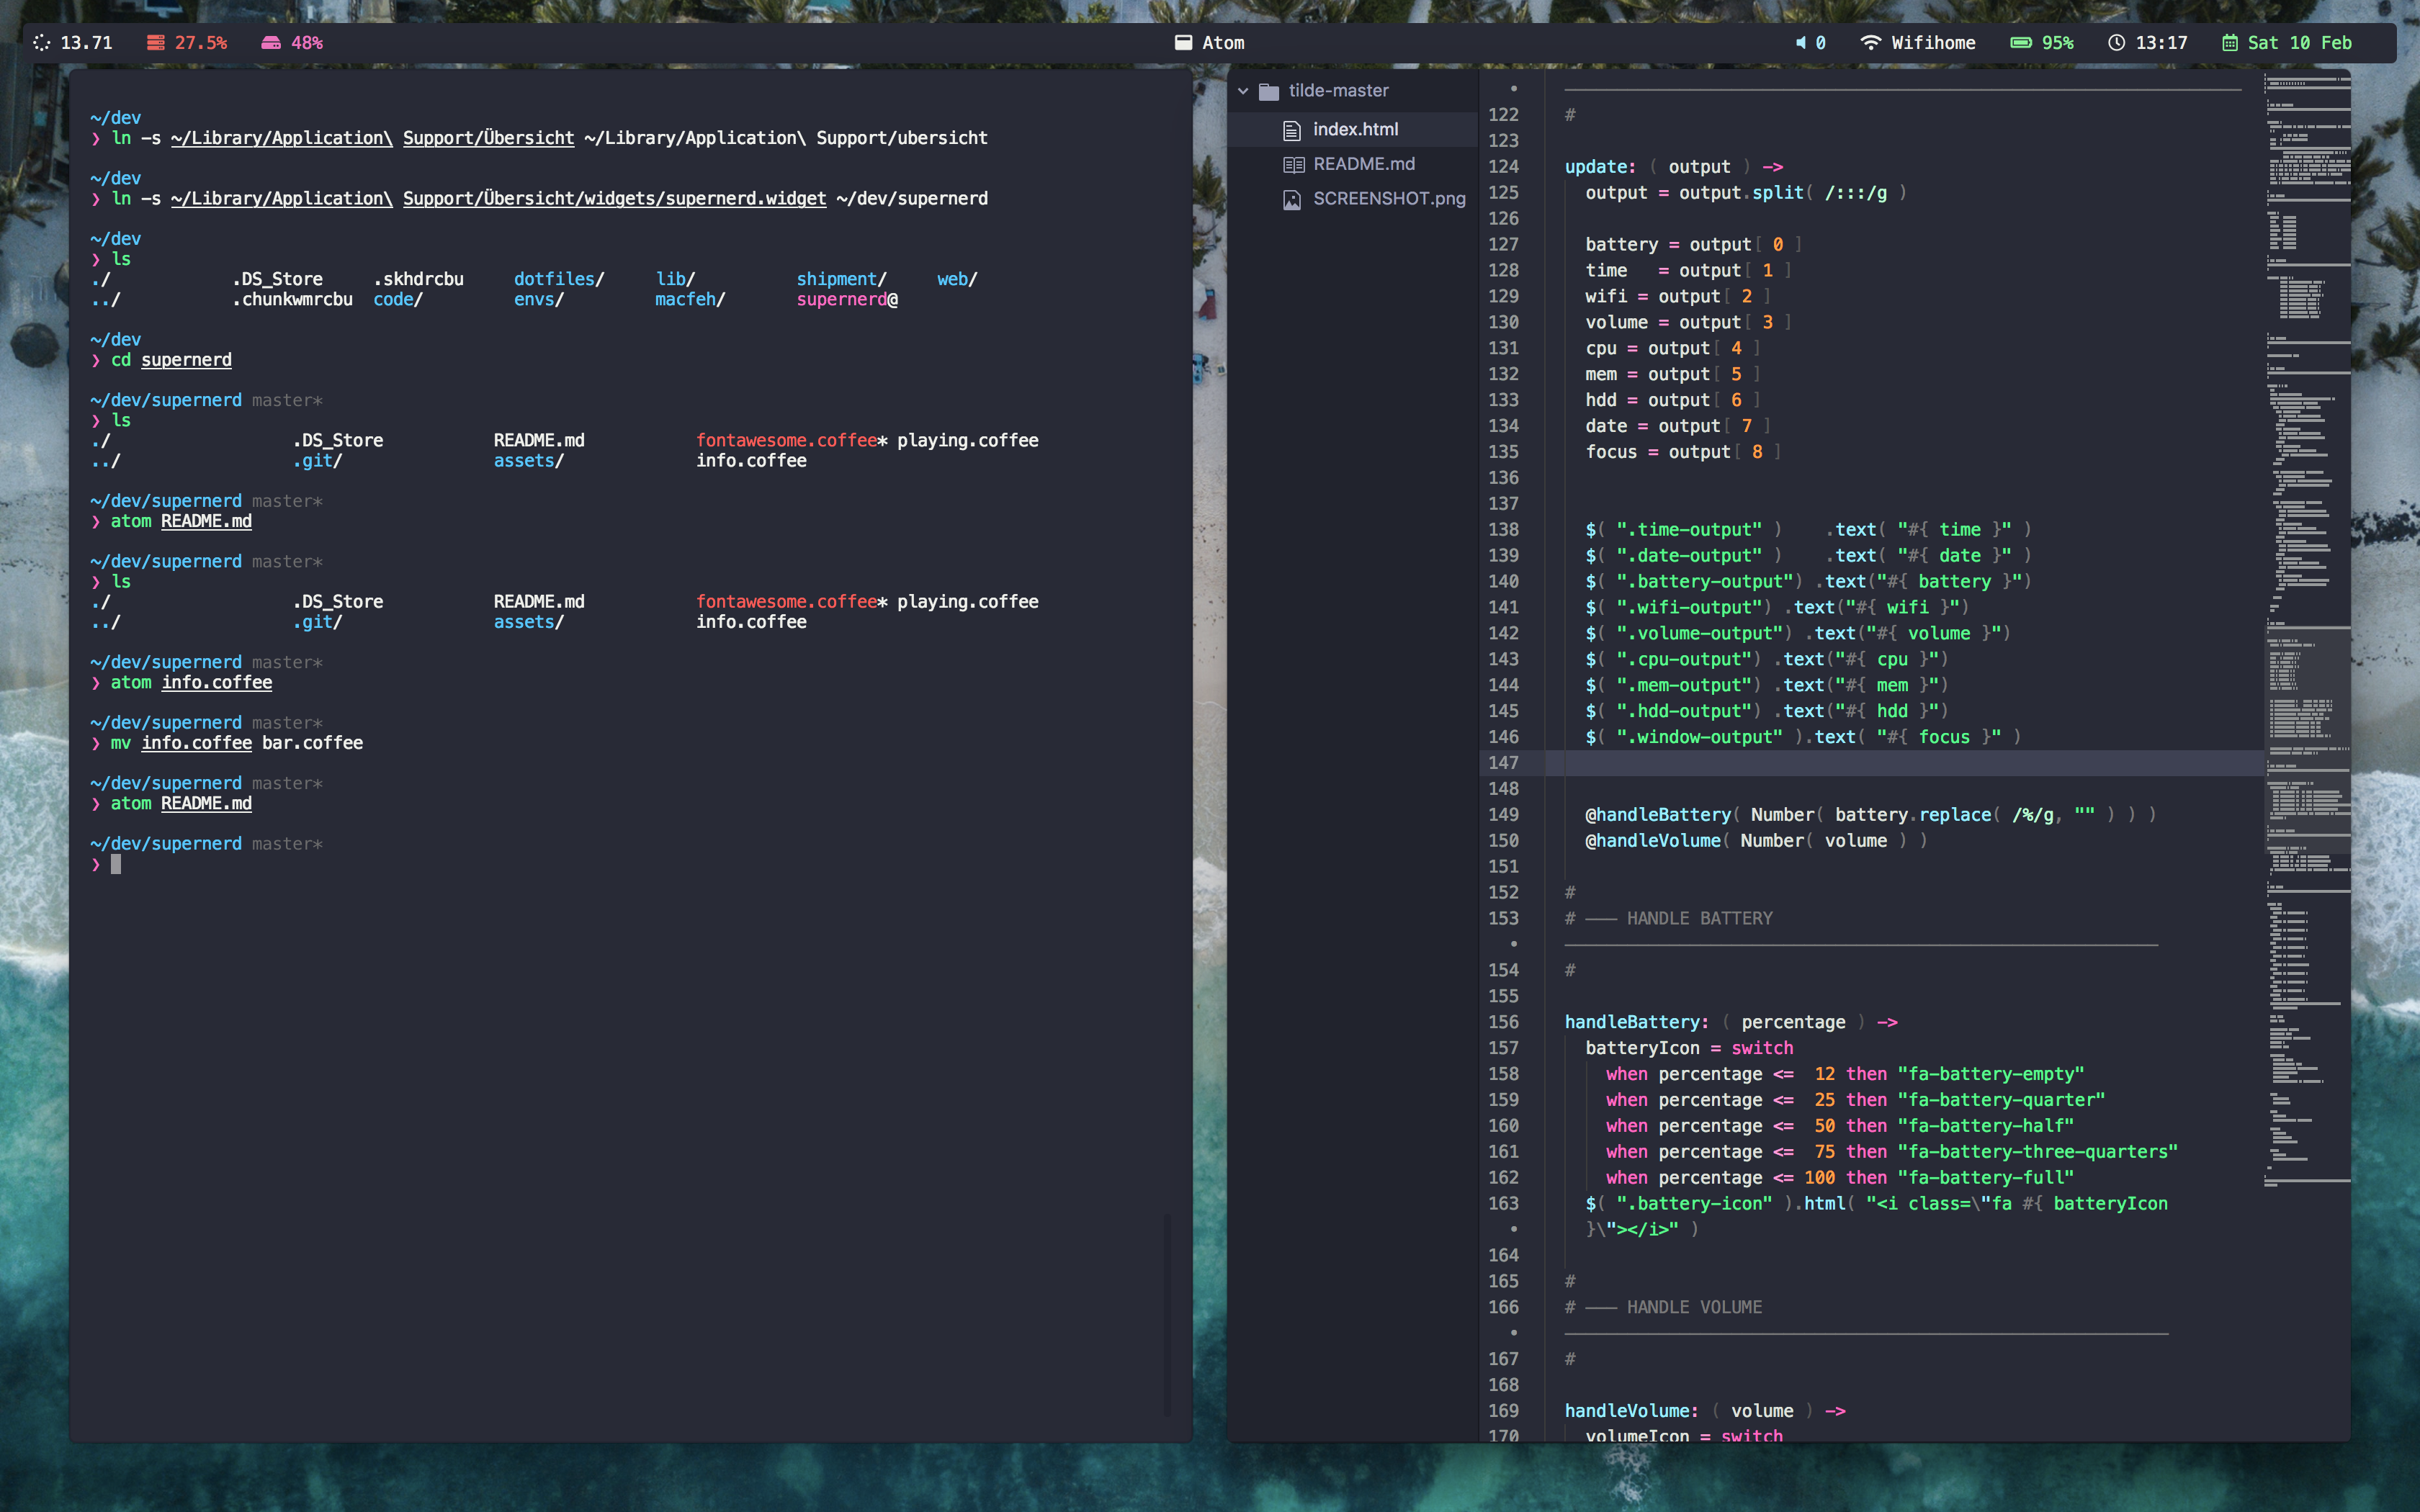 13.71 27.5% 48% Atom 0 Wifihome 95% 13:17 Sat 10 Feb
~/dev
❯ ln -s ~/Library/Application\ Support/Übersicht ~/Library/Application\ Support/ubersicht
~/dev
❯ ln -s ~/Library/Application\ Support/Übersicht/widgets/supernerd.widget ~/dev/supernerd
~/dev
❯ ls
./ .DS_Store .skhdrcbu dotfiles/ lib/ shipment/ web/
../ .chunkwmrcbu code/ envs/ macfeh/ supernerd@
~/dev
❯ cd supernerd
~/dev/supernerd master*
❯ ls
./ .DS_Store README.md fontawesome.coffee* playing.coffee
../ .git/ assets/ info.coffee
~/dev/supernerd master*
❯ atom README.md
~/dev/supernerd master*
❯ ls
./ .DS_Store README.md fontawesome.coffee* playing.coffee
../ .git/ assets/ info.coffee
~/dev/supernerd master*
❯ atom info.coffee
~/dev/supernerd master*
❯ mv info.coffee bar.coffee
~/dev/supernerd master*
❯ atom README.md
~/dev/supernerd master*
❯
tilde-master
index.html
README.md
SCREENSHOT.png
•
122 #
123
124 update: ( output ) ->
125 output = output.split( /:::/g )
126
127 battery = output[ 0 ]
128 time = output[ 1 ]
129 wifi = output[ 2 ]
130 volume = output[ 3 ]
131 cpu = output[ 4 ]
132 mem = output[ 5 ]
133 hdd = output[ 6 ]
134 date = output[ 7 ]
135 focus = output[ 8 ]
136
137
138 $( ".time-output" ) .text( "#{ time }" )
139 $( ".date-output" ) .text( "#{ date }" )
140 $( ".battery-output") .text("#{ battery }")
141 $( ".wifi-output") .text("#{ wifi }")
142 $( ".volume-output") .text("#{ volume }")
143 $( ".cpu-output") .text("#{ cpu }")
144 $( ".mem-output") .text("#{ mem }")
145 $( ".hdd-output") .text("#{ hdd }")
146 $( ".window-output" ).text( "#{ focus }" )
147
148
149 @handleBattery( Number( battery.replace( /%/g, "" ) ) )
150 @handleVolume( Number( volume ) )
151
152 #
153 # ─── HANDLE BATTERY
•
154 #
155
156 handleBattery: ( percentage ) ->
157 batteryIcon = switch
158 when percentage <= 12 then "fa-battery-empty"
159 when percentage <= 25 then "fa-battery-quarter"
160 when percentage <= 50 then "fa-battery-half"
161 when percentage <= 75 then "fa-battery-three-quarters"
162 when percentage <= 100 then "fa-battery-full"
163 $( ".battery-icon" ).html( "<i class=\"fa #{ batteryIcon
• }\"></i>" )
164
165 #
166 # ─── HANDLE VOLUME
•
167 #
168
169 handleVolume: ( volume ) ->
170 volumeIcon = switch